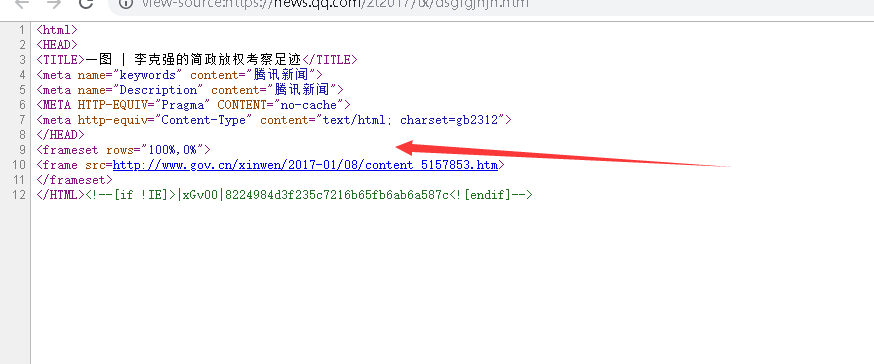 view-source:https://news.qq.com/zt2017/tx/dsgfgjhjh.htm
1 <html>
2 <HEAD>
3 <TITLE>一图 | 李克强的简政放权考察足迹</TITLE>
4 <meta name="keywords" content="腾讯新闻">
5 <meta name="Description" content="腾讯新闻">
6 <META HTTP-EQUIV="Pragma" CONTENT="no-cache">
7 <meta http-equiv="Content-Type" content="text/html; charset=gb2312">
8 </HEAD>
9 <frameset rows="100%,0%">
10 <frame src=http://www.gov.cn/xinwen/2017-01/08/content_5157853.htm>
11 </frameset>
12 </HTML><!--[if !IE]>|xGv00|8224984d3f235c7216b65fb6ab6a587c<![endif]-->